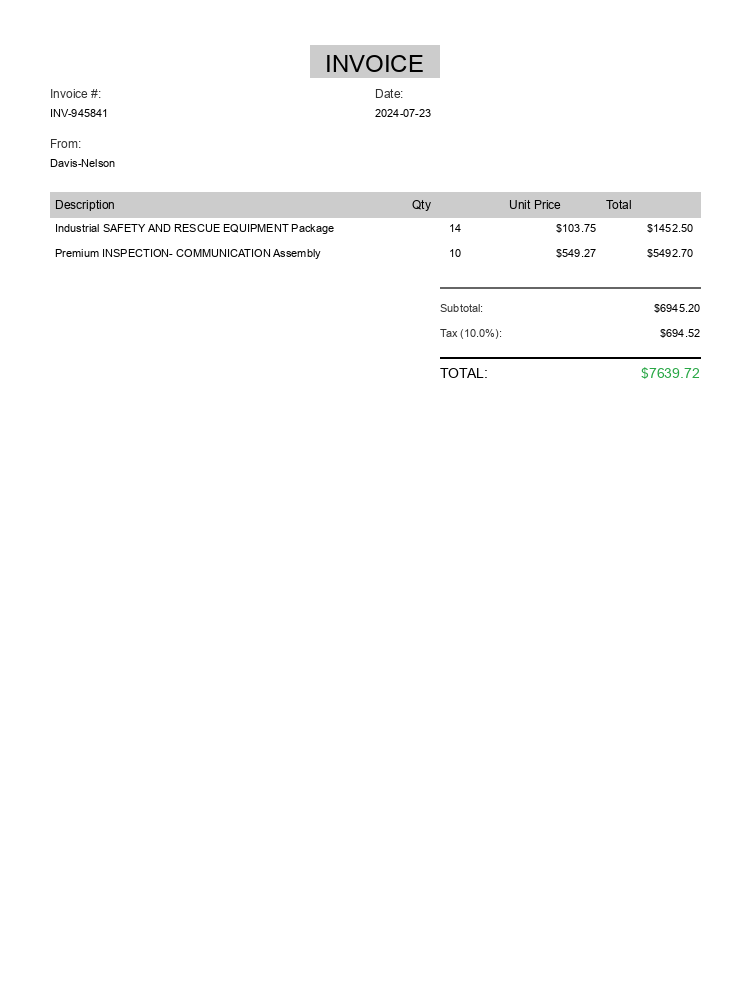 INVOICE
Invoice #: Date:
INV-945841 2024-07-23
From:
Davis-Nelson
Description Qty Unit Price Total
Industrial SAFETY AND RESCUE EQUIPMENT Package 14 $103.75 $1452.50
Premium INSPECTION- COMMUNICATION Assembly 10 $549.27 $5492.70
Subtotal: $6945.20
Tax (10.0%): $694.52
TOTAL: $7639.72